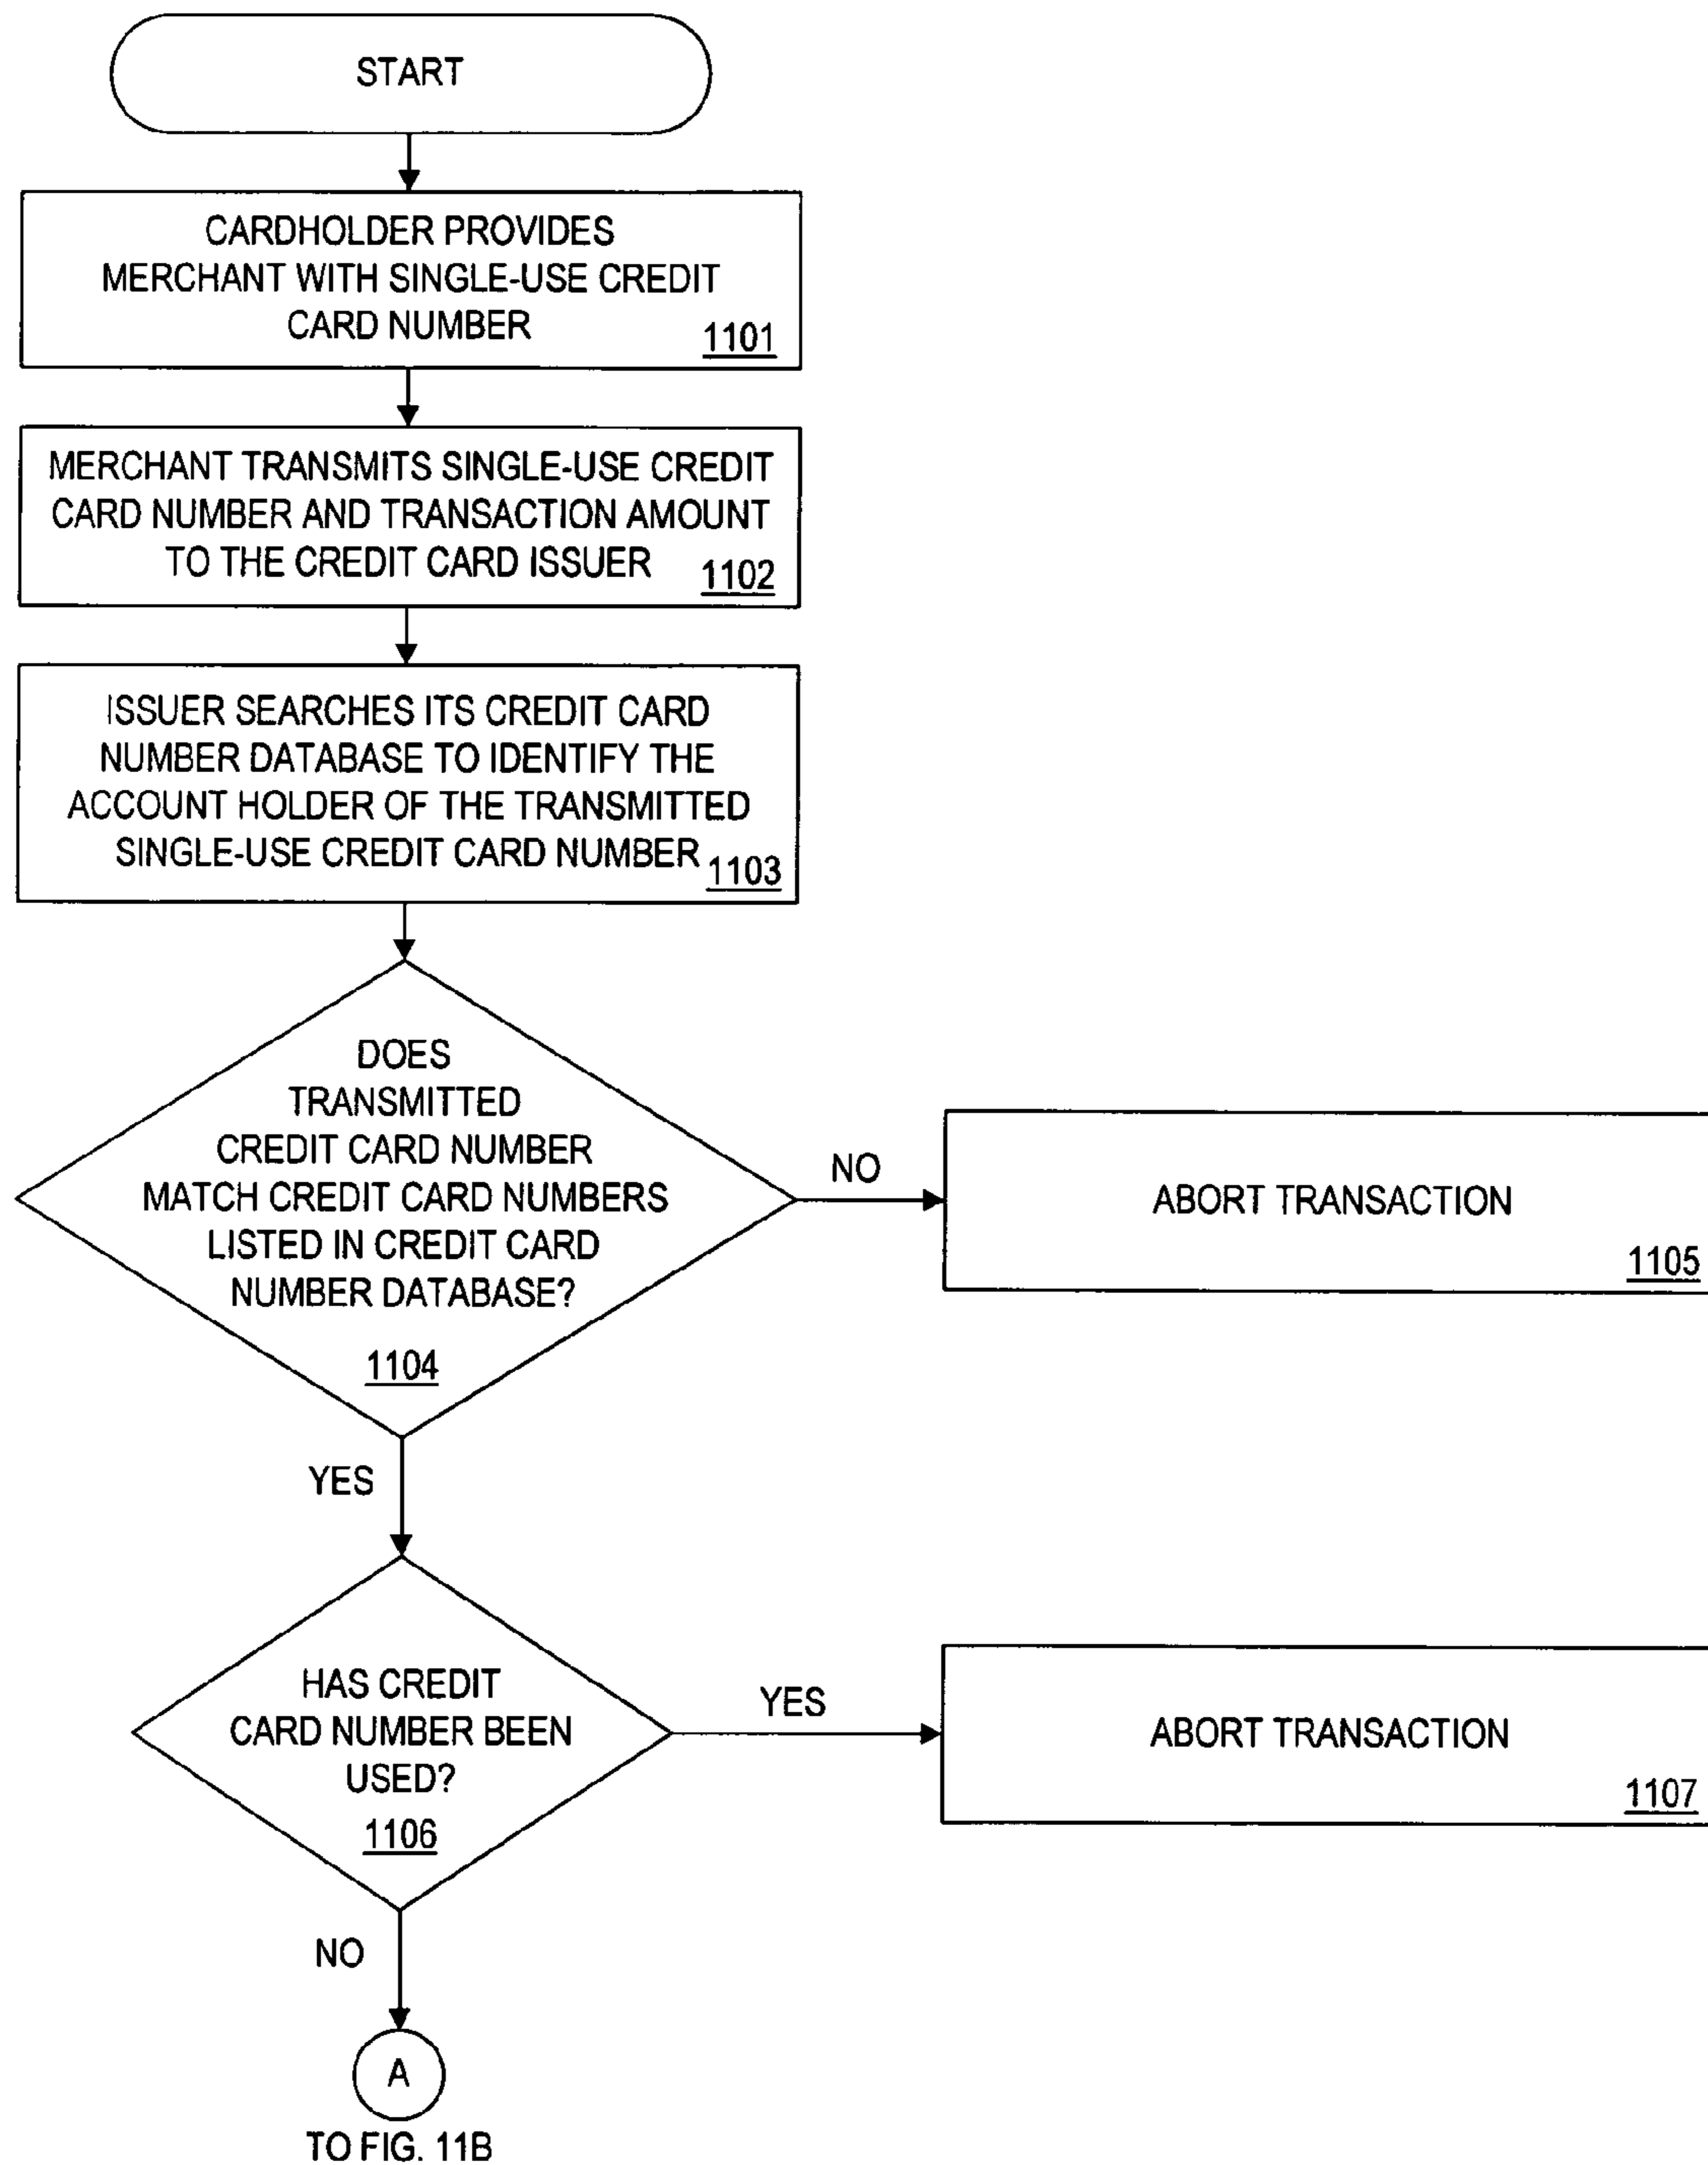 START
CARDHOLDER PROVIDES
MERCHANT WITH SINGLE-USE CREDIT
CARD NUMBER
1101
MERCHANT TRANSMITS SINGLE-USE CREDIT
CARD NUMBER AND TRANSACTION AMOUNT
TO THE CREDIT CARD ISSUER
1102
ISSUER SEARCHES ITS CREDIT CARD
NUMBER DATABASE TO IDENTIFY THE
ACCOUNT HOLDER OF THE TRANSMITTED
SINGLE-USE CREDIT CARD NUMBER
1103
DOES
TRANSMITTED
CREDIT CARD NUMBER
MATCH CREDIT CARD NUMBERS
LISTED IN CREDIT CARD
NUMBER DATABASE?
1104
NO
ABORT TRANSACTION
1105
YES
HAS CREDIT
CARD NUMBER BEEN
USED?
1106
YES
ABORT TRANSACTION
1107
NO
A
TO FIG. 11B